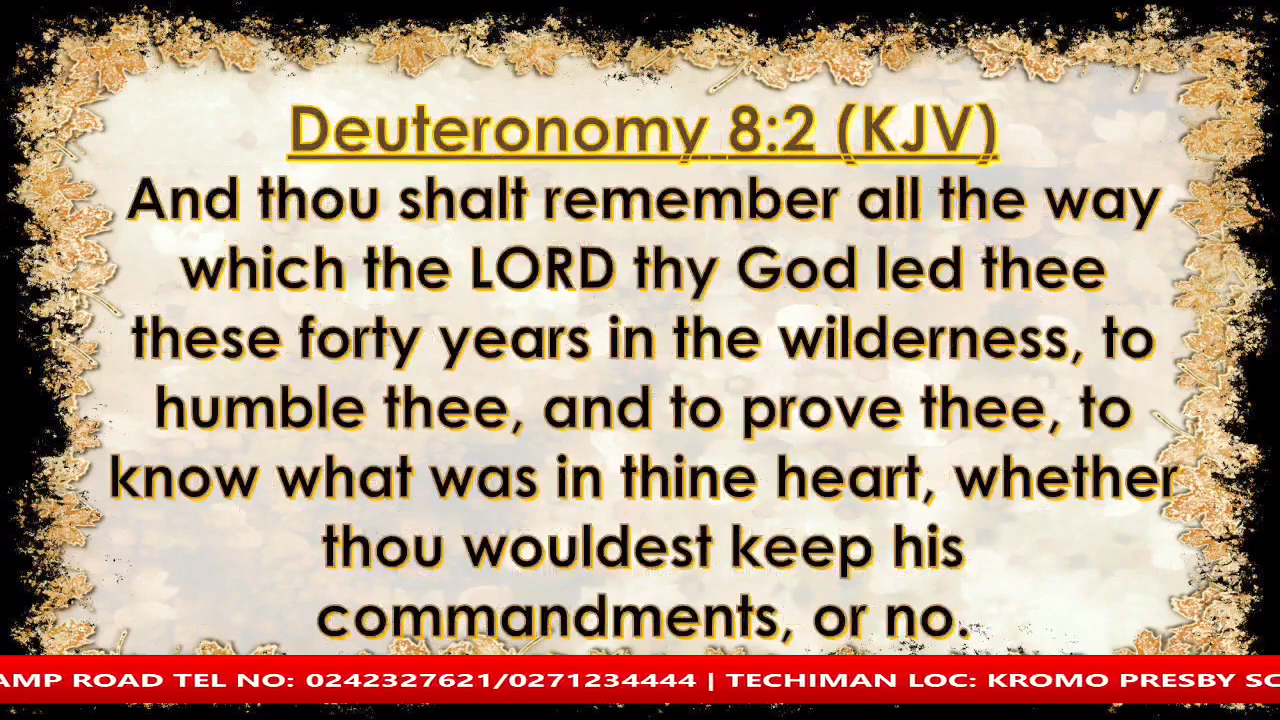 Deuteronomy 8:2 (KJV)
And thou shalt remember all the way
which the LORD thy God led thee
these forty years in the wilderness, to
humble thee, and to prove thee, to
know what was in thine heart, whether
thou wouldest keep his
commandments, or no.
AMP ROAD TEL NO: 0242327621/0271234444 | TECHIMAN LOC: KROMO PRESBY SC